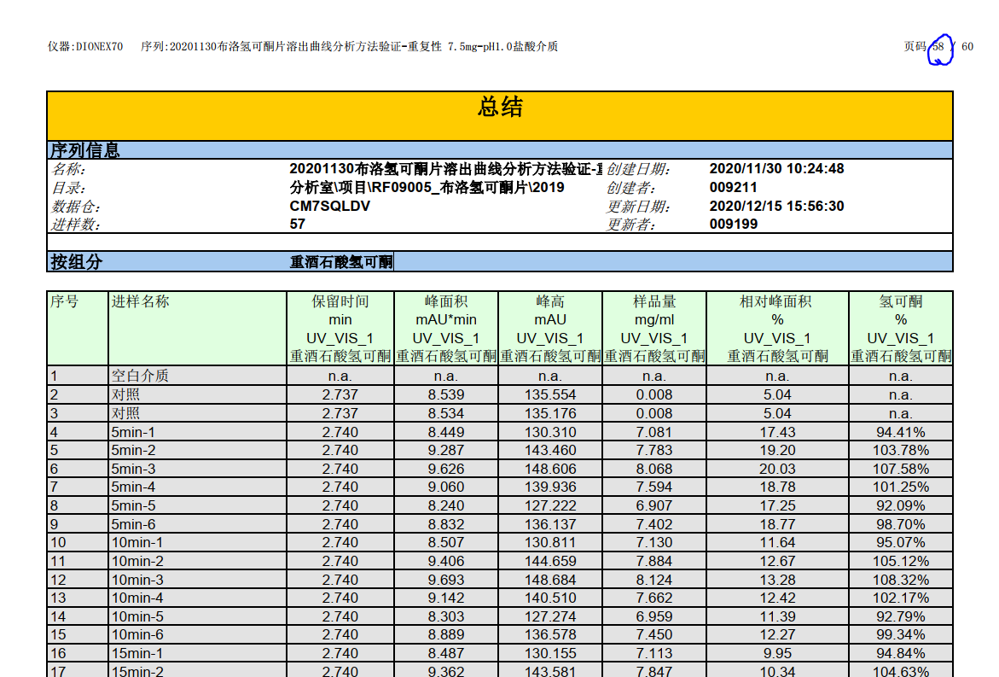 仪器:DIONEX70 序列:20201130布洛氢可酮片溶出曲线分析方法验证-重复性 7.5mg-pH1.0盐酸介质 页码 58 / 60
总结
序列信息
名称: 20201130布洛氢可酮片溶出曲线分析方法验证-重 创建日期: 2020/11/30 10:24:48
目录: 分析室\项目\RF09005_布洛氢可酮片\2019 创建者: 009211
数据仓: CM7SQLDV 更新日期: 2020/12/15 15:56:30
进样数: 57 更新者: 009199
按组分 重酒石酸氢可酮
序号 进样名称 保留时间 峰面积 峰高 样品量 相对峰面积 氢可酮
min mAU*min mAU mg/ml % %
UV_VIS_1 UV_VIS_1 UV_VIS_1 UV_VIS_1 UV_VIS_1 UV_VIS_1
重酒石酸氢可酮 重酒石酸氢可酮 重酒石酸氢可酮 重酒石酸氢可酮 重酒石酸氢可酮 重酒石酸氢可酮
1 空白介质 n.a. n.a. n.a. n.a. n.a. n.a.
2 对照 2.737 8.539 135.554 0.008 5.04 n.a.
3 对照 2.737 8.534 135.176 0.008 5.04 n.a.
4 5min-1 2.740 8.449 130.310 7.081 17.43 94.41%
5 5min-2 2.740 9.287 143.460 7.783 19.20 103.78%
6 5min-3 2.740 9.626 148.606 8.068 20.03 107.58%
7 5min-4 2.740 9.060 139.936 7.594 18.78 101.25%
8 5min-5 2.740 8.240 127.222 6.907 17.25 92.09%
9 5min-6 2.740 8.832 136.137 7.402 18.77 98.70%
10 10min-1 2.740 8.507 130.811 7.130 11.64 95.07%
11 10min-2 2.740 9.406 144.659 7.884 12.67 105.12%
12 10min-3 2.740 9.693 148.684 8.124 13.28 108.32%
13 10min-4 2.740 9.142 140.510 7.662 12.42 102.17%
14 10min-5 2.740 8.303 127.274 6.959 11.39 92.79%
15 10min-6 2.740 8.889 136.578 7.450 12.27 99.34%
16 15min-1 2.740 8.487 130.155 7.113 9.95 94.84%
17 15min-2 2.740 9.362 143.581 7.847 10.34 104.63%